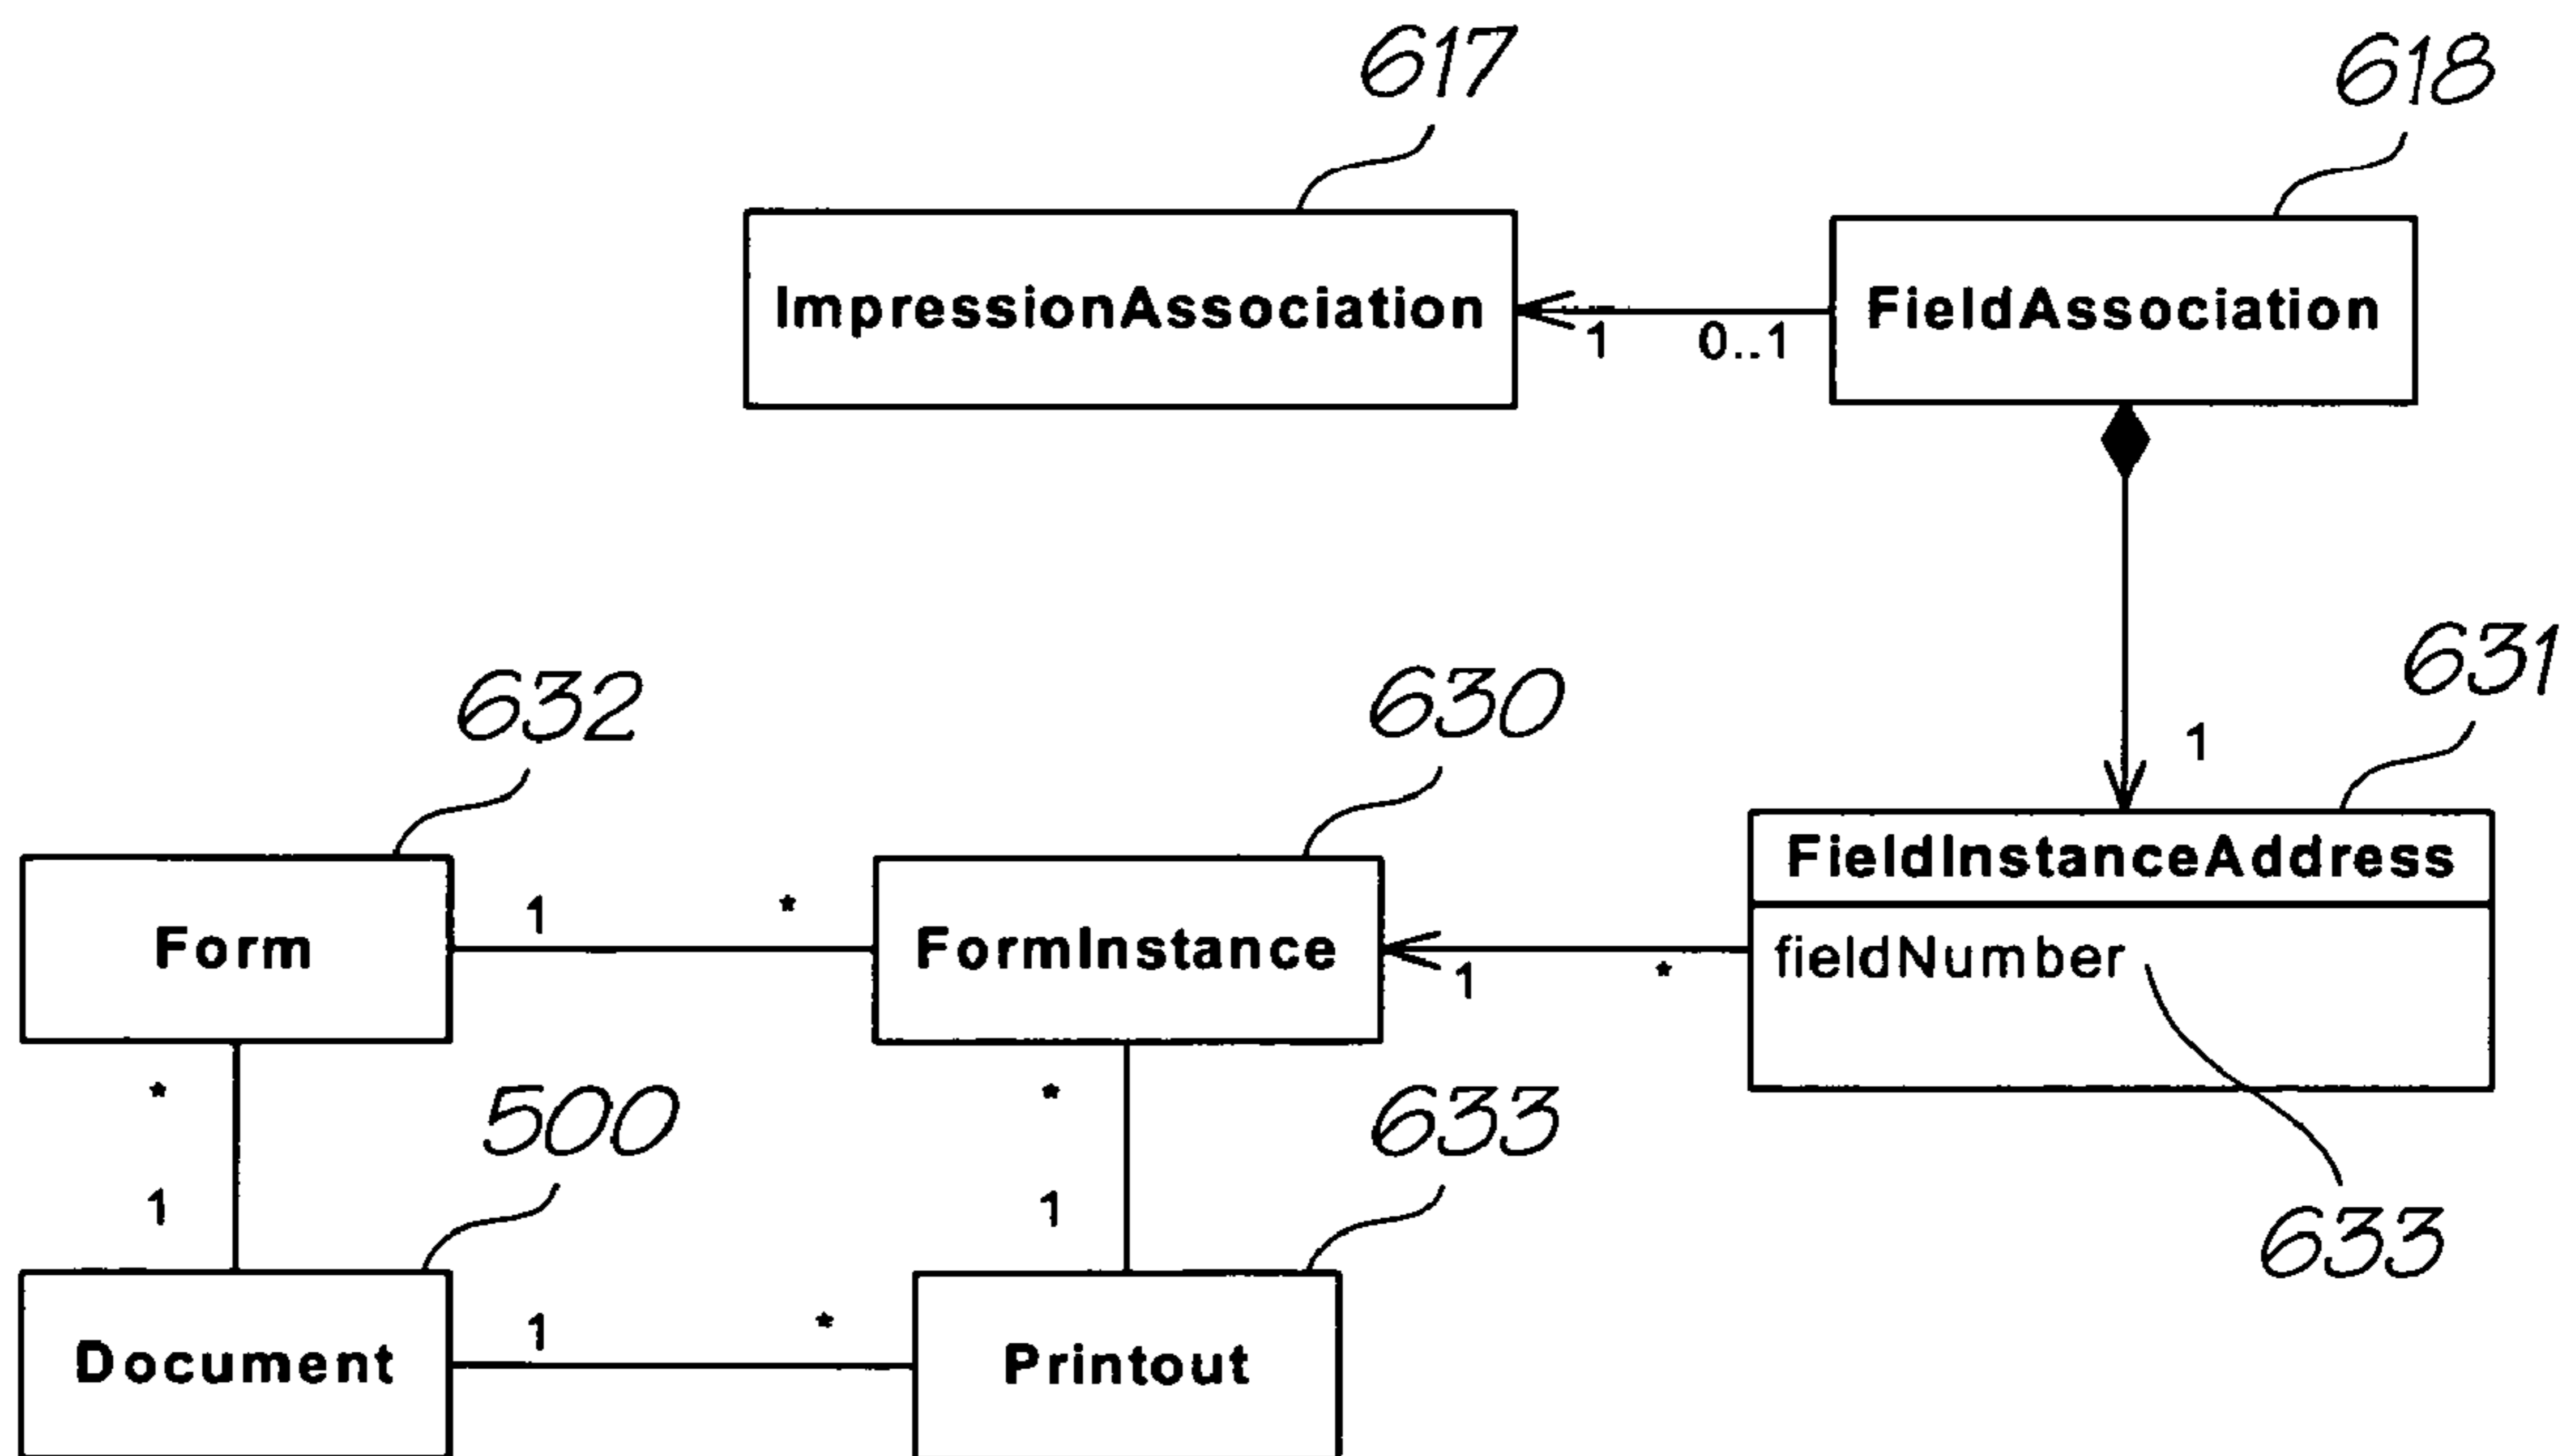 617
618
ImpressionAssociation
1
0..1
FieldAssociation
632
630
631
1
Form
1
*
FormInstance
1
*
FieldInstanceAddress
fieldNumber
*
1
500
*
1
633
633
Document
1
*
Printout